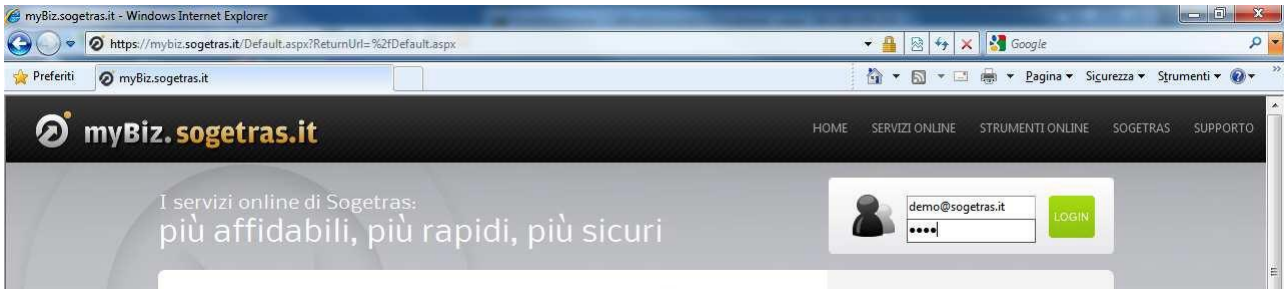 myBiz.sogetras.it - Windows Internet Explorer
https://mybiz.sogetras.it/Default.aspx?ReturnUrl=%2fDefault.aspx
Google
Preferiti
myBiz.sogetras.it
Pagina
Sicurezza
Strumenti
myBiz.sogetras.it
HOME
SERVIZI ONLINE
STRUMENTI ONLINE
SOGETRAS
SUPPORTO
I servizi online di Sogetras:
più affidabili, più rapidi, più sicuri
demo@sogetras.it
••••
LOGIN